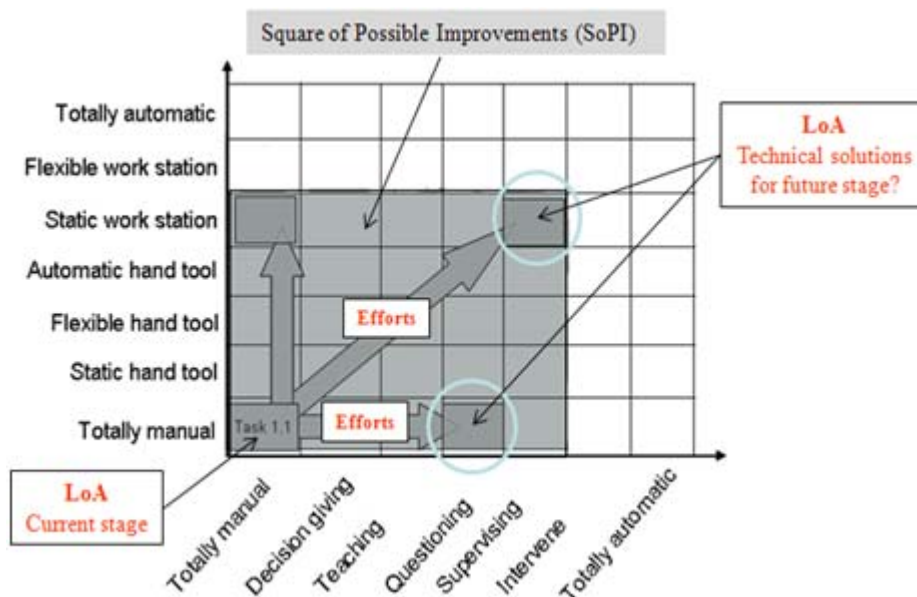 Square of Possible Improvements (SoPI)
Totally automatic
Flexible work station
Static work station
Automatic hand tool
Flexible hand tool
Static hand tool
Totally manual
LoA
Technical solutions
for future stage?
Efforts
Task 1,1
Efforts
LoA
Current stage
Totally manual
Decision giving
Teaching
Questioning
Supervising
Intervene
Totally automatic